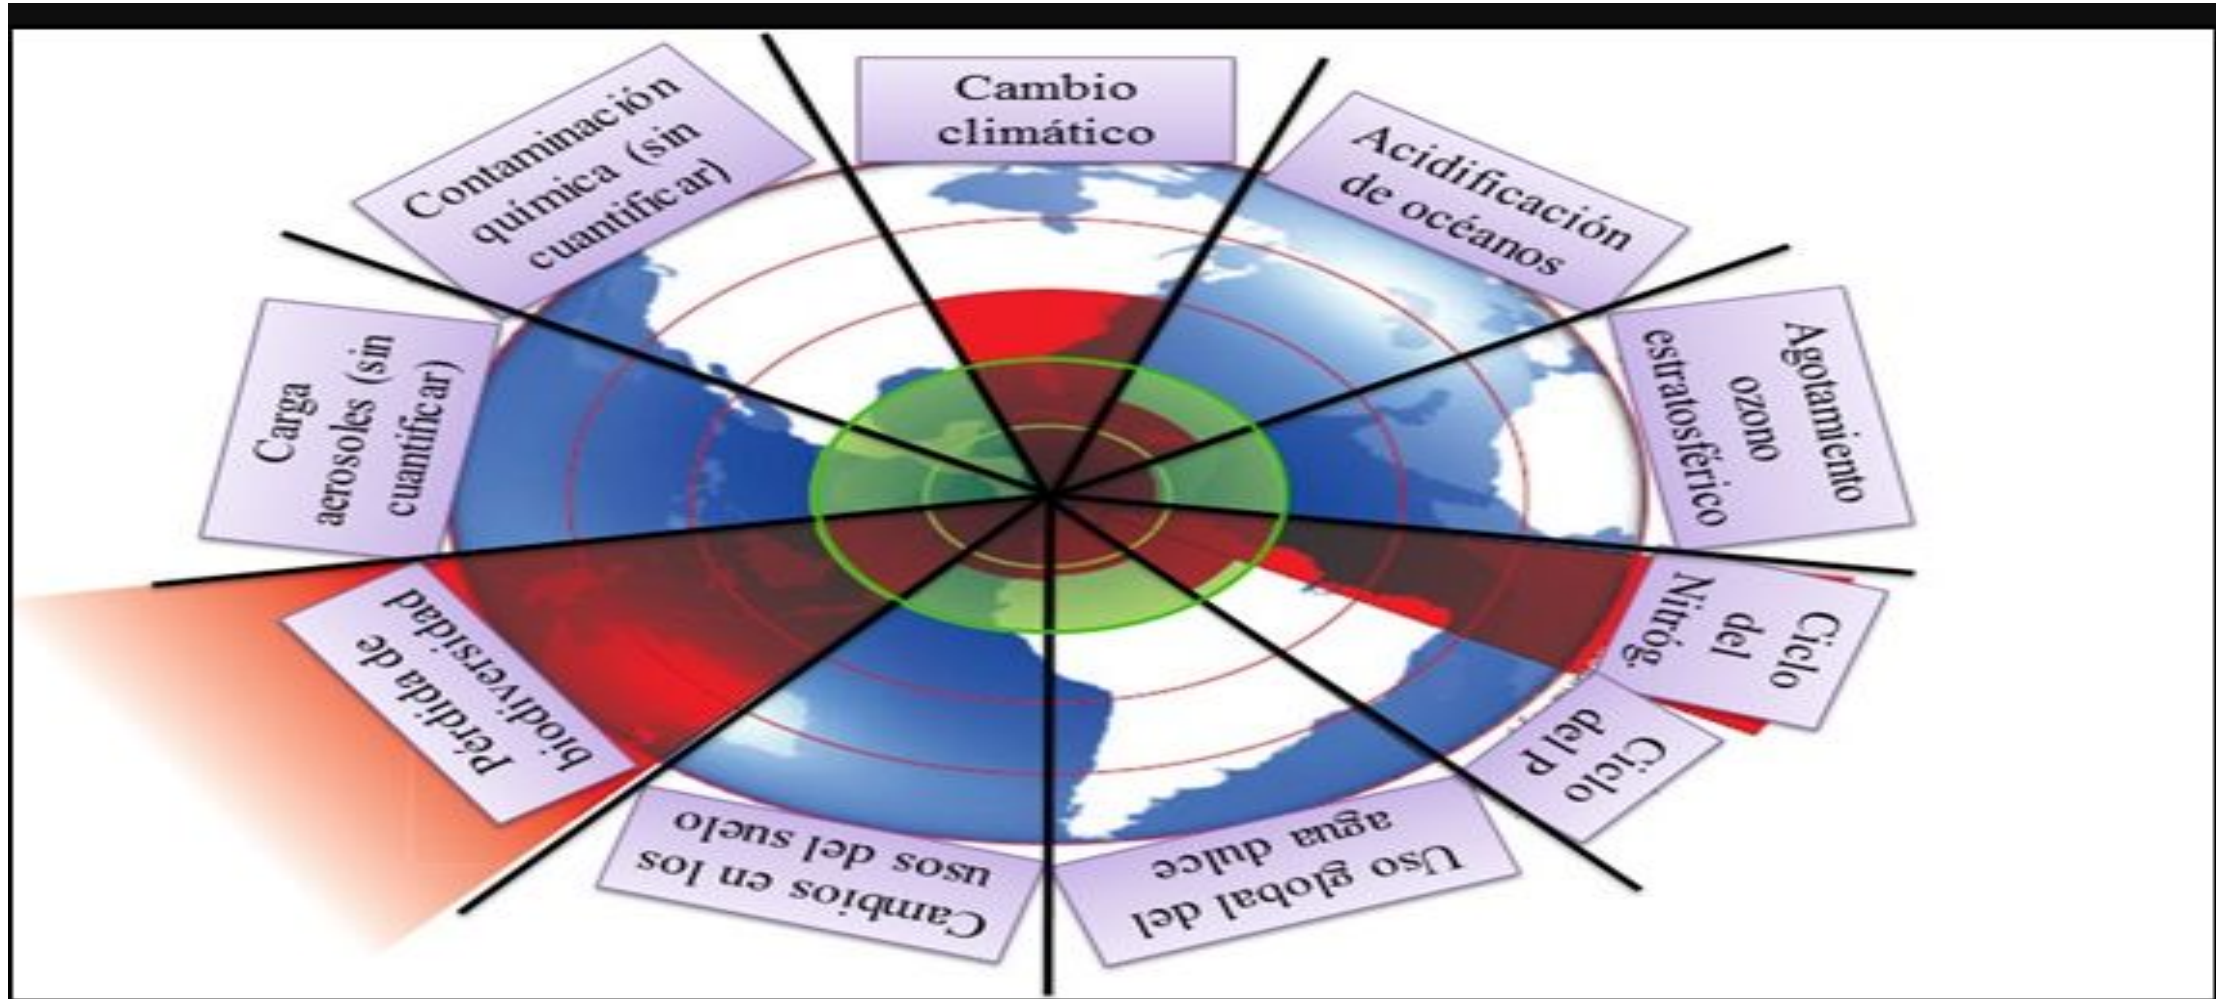 Cambio
climático
Acidificación
de océanos
Agotamiento
ozono
estratosférico
Ciclo
del
Nitróg.
Ciclo
del P
Uso global del
agua dulce
Cambios en los
usos del suelo
Pérdida de
biodiversidad
Carga
aerosoles (sin
cuantificar)
Contaminación
química (sin
cuantificar)